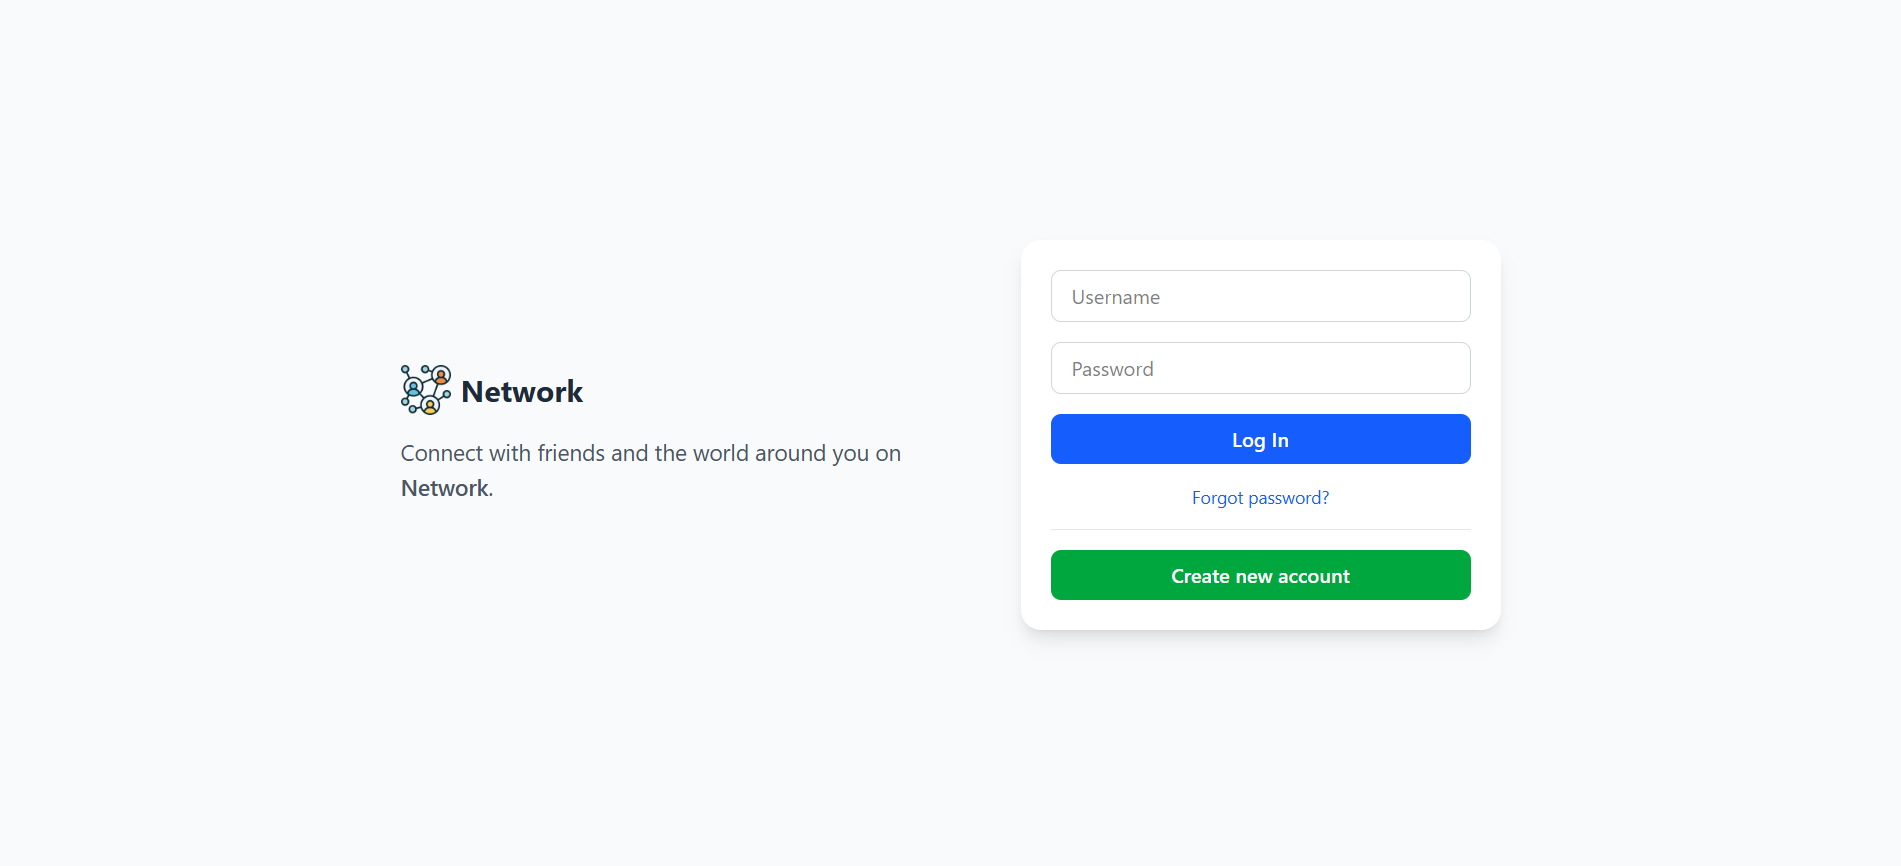 Network
Connect with friends and the world around you on
Network.
Username
Password
Log In
Forgot password?
Create new account